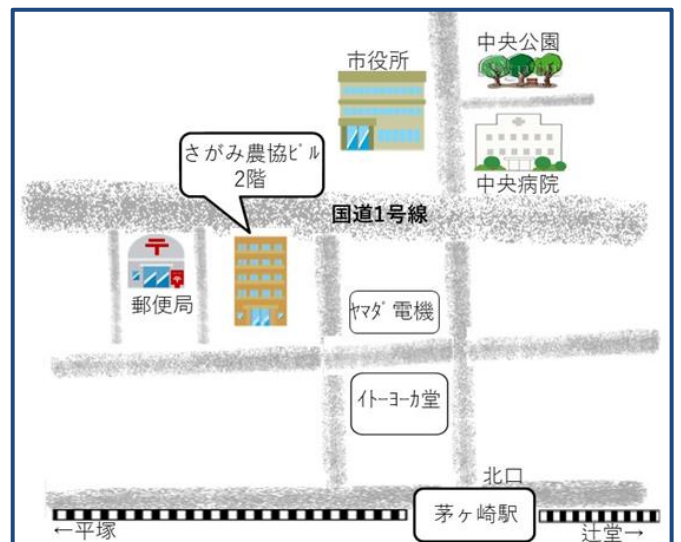 中央公園
市役所
さがみ農協ﾋﾞﾙ
2階
中央病院
国道1号線
〒
郵便局
ﾔﾏﾀﾞ電機
ｲﾄｰﾖｰｶ堂
北口
茅ヶ崎駅
←平塚
辻堂→